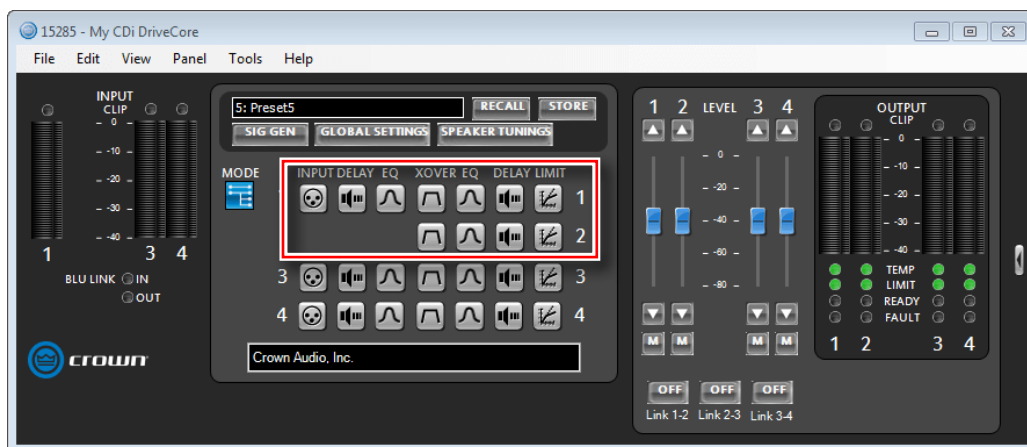 15285 - My CDi DriveCore
File Edit View Panel Tools Help
INPUT
CLIP
- 0 -
- -10 -
- -20 -
- -30 -
- -40 -
1 3 4
BLU LINK IN
OUT
crown
5: Preset5 RECALL STORE
SIG GEN GLOBAL SETTINGS SPEAKER TUNINGS
MODE
INPUT DELAY EQ XOVER EQ DELAY LIMIT
1
2
3 3
4 4
Crown Audio, Inc.
1 2 LEVEL 3 4
- 0 -
- -20 -
- -40 -
- -60 -
- -80 -
M M M M
OFF OFF OFF
Link 1-2 Link 2-3 Link 3-4
OUTPUT
CLIP
- 0 -
- -10 -
- -20 -
- -30 -
- -40 -
TEMP
LIMIT
READY
FAULT
1 2 3 4